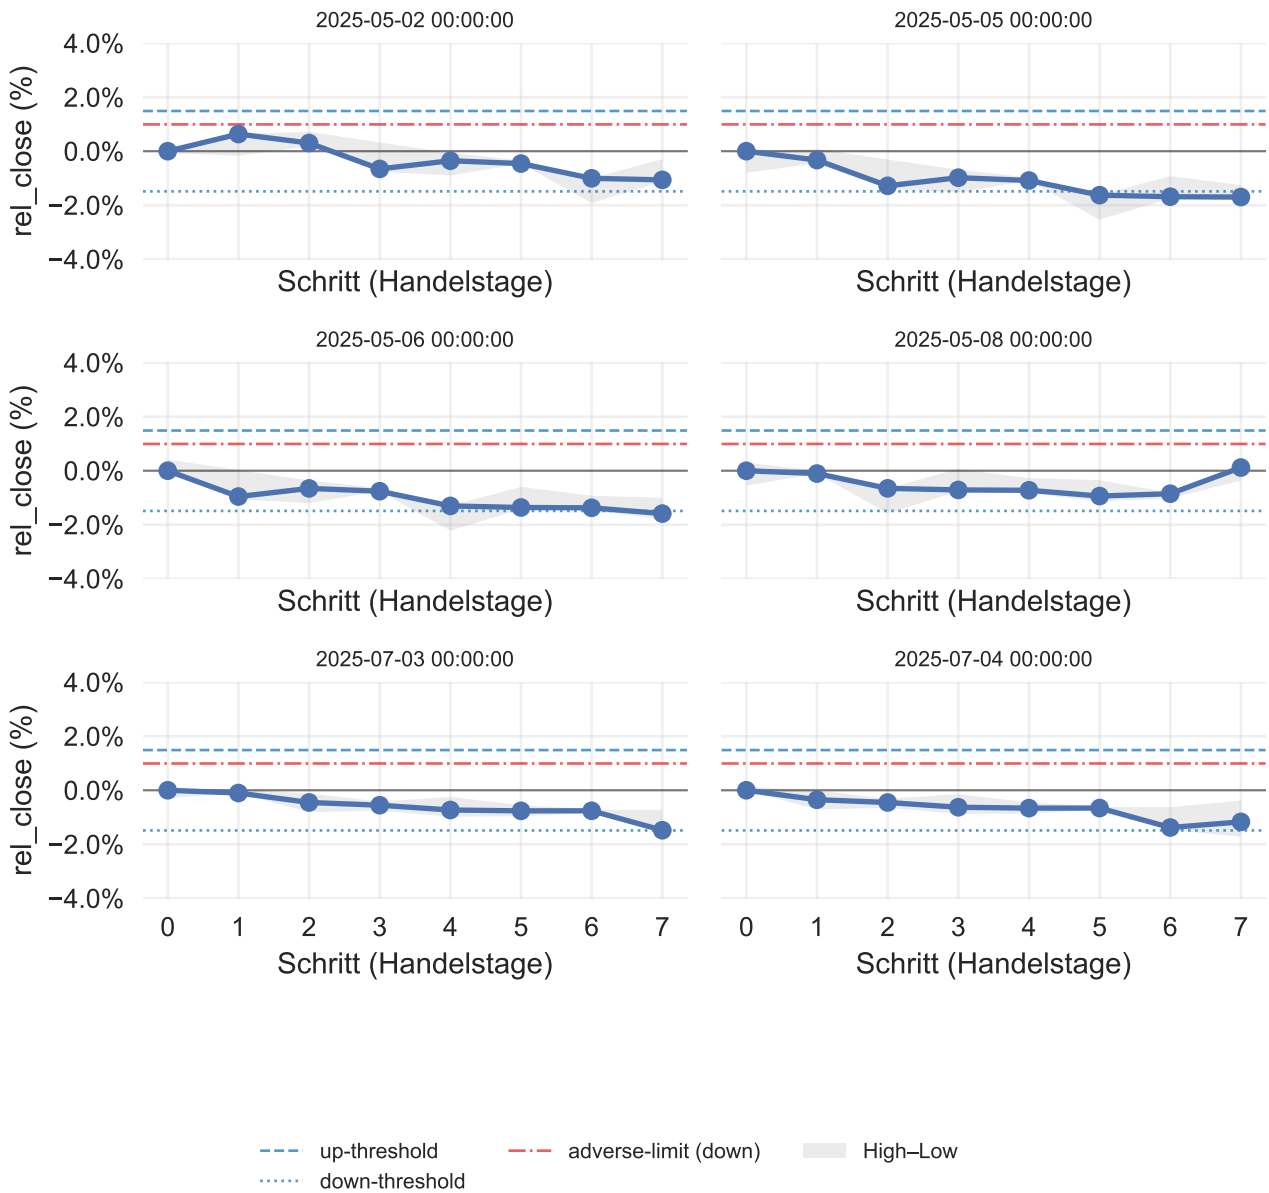 2025-05-02 00:00:00
2025-05-05 00:00:00
4.0%
2.0%
0.0%
−2.0%
−4.0%
rel_close (%)
Schritt (Handelstage)
Schritt (Handelstage)
2025-05-06 00:00:00
2025-05-08 00:00:00
4.0%
2.0%
0.0%
−2.0%
−4.0%
rel_close (%)
Schritt (Handelstage)
Schritt (Handelstage)
2025-07-03 00:00:00
2025-07-04 00:00:00
4.0%
2.0%
0.0%
−2.0%
−4.0%
rel_close (%)
0 1 2 3 4 5 6 7
0 1 2 3 4 5 6 7
Schritt (Handelstage)
Schritt (Handelstage)
up-threshold
adverse-limit (down)
High–Low
down-threshold